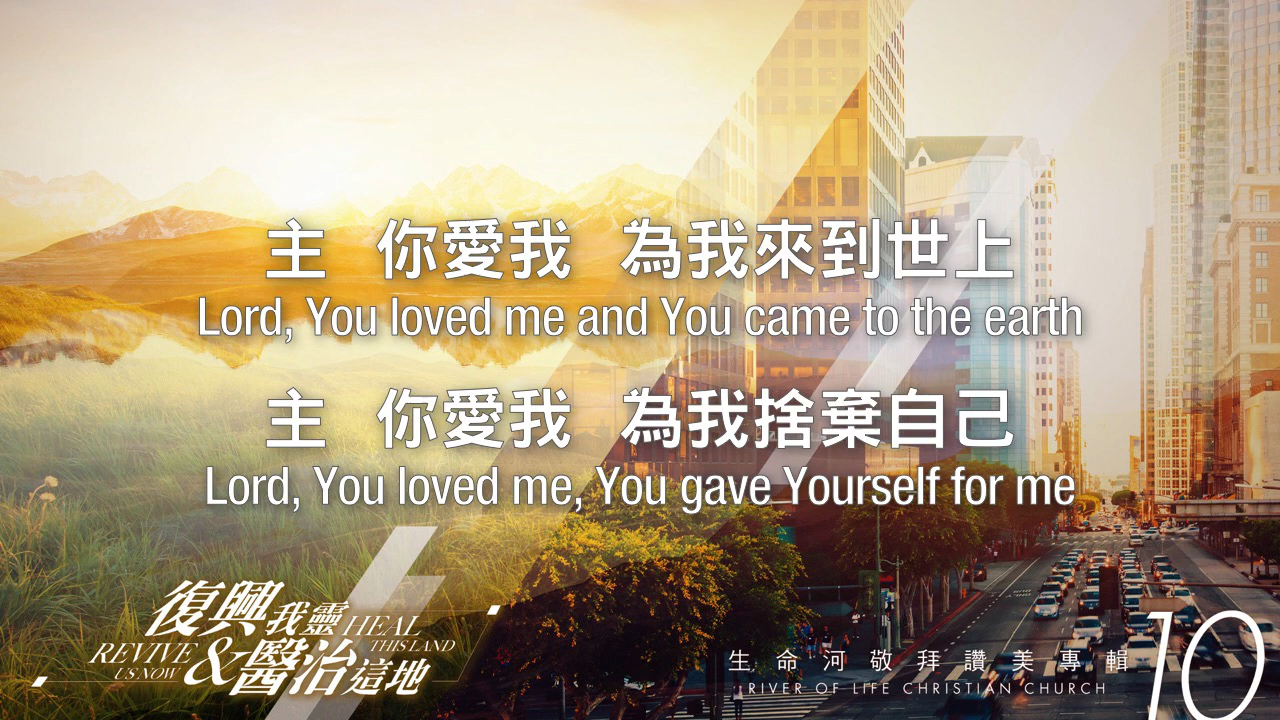 主 你愛我 為我來到世上
Lord, You loved me and You came to the earth
主 你愛我 為我捨棄自己
Lord, You loved me, You gave Yourself for me
復興我靈 HEAL THIS LAND
REVIVE US NOW & 醫治這地
生命河敬拜讚美專輯 10
RIVER OF LIFE CHRISTIAN CHURCH